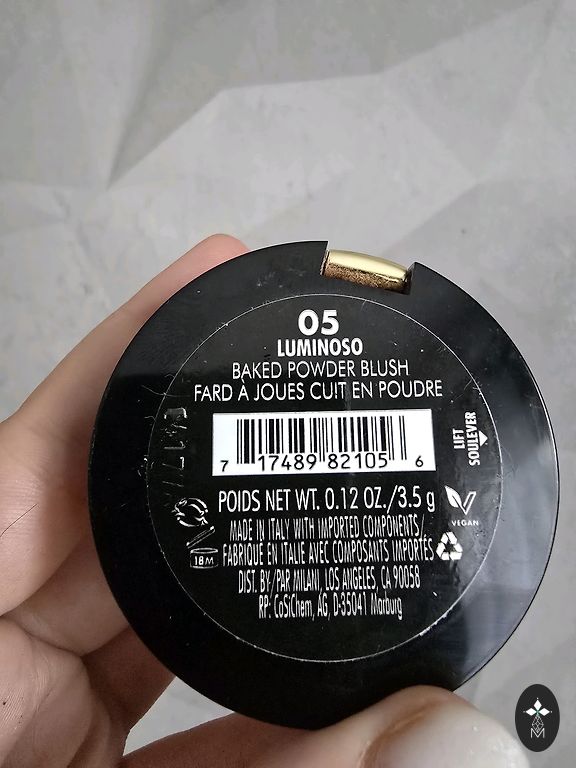 05
LUMINOSO
BAKED POWDER BLUSH
FARD À JOUES CUIT EN POUDRE
LIFT
SOULEVER
7 17489 82105 6
POIDS NET WT. 0.12 OZ./3.5 g
VEGAN
MADE IN ITALY WITH IMPORTED COMPONENTS/
FABRIQUÉ EN ITALIE AVEC COMPOSANTS IMPORTÉS
18M
DIST. BY/PAR MILANI, LOS ANGELES, CA 90058
RP: CoSiChem, AG, D-35041 Marburg